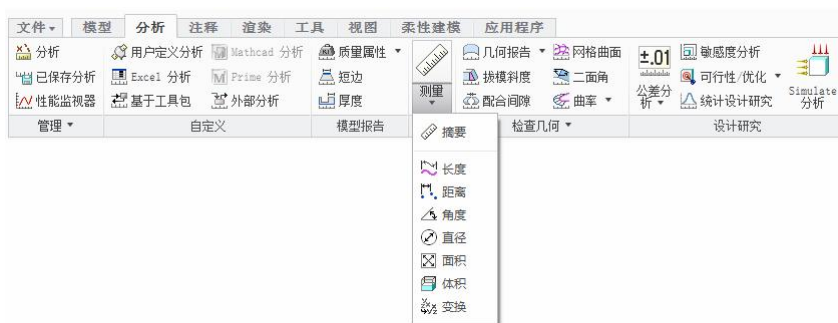 文件 模型 分析 注释 渲染 工具 视图 柔性建模 应用程序
分析 用户定义分析 Mathcad 分析 质量属性 几何报告 网格曲面 ±.01 敏感度分析
已保存分析 Excel 分析 Prime 分析 短边 测量 拔模斜度 二面角 公差分析 可行性/优化 Simulate 分析
性能监视器 基于工具包 外部分析 厚度 配合间隙 曲率 统计设计研究
管理 自定义 模型报告 检查几何 设计研究
摘要
长度
距离
角度
直径
面积
体积
变换